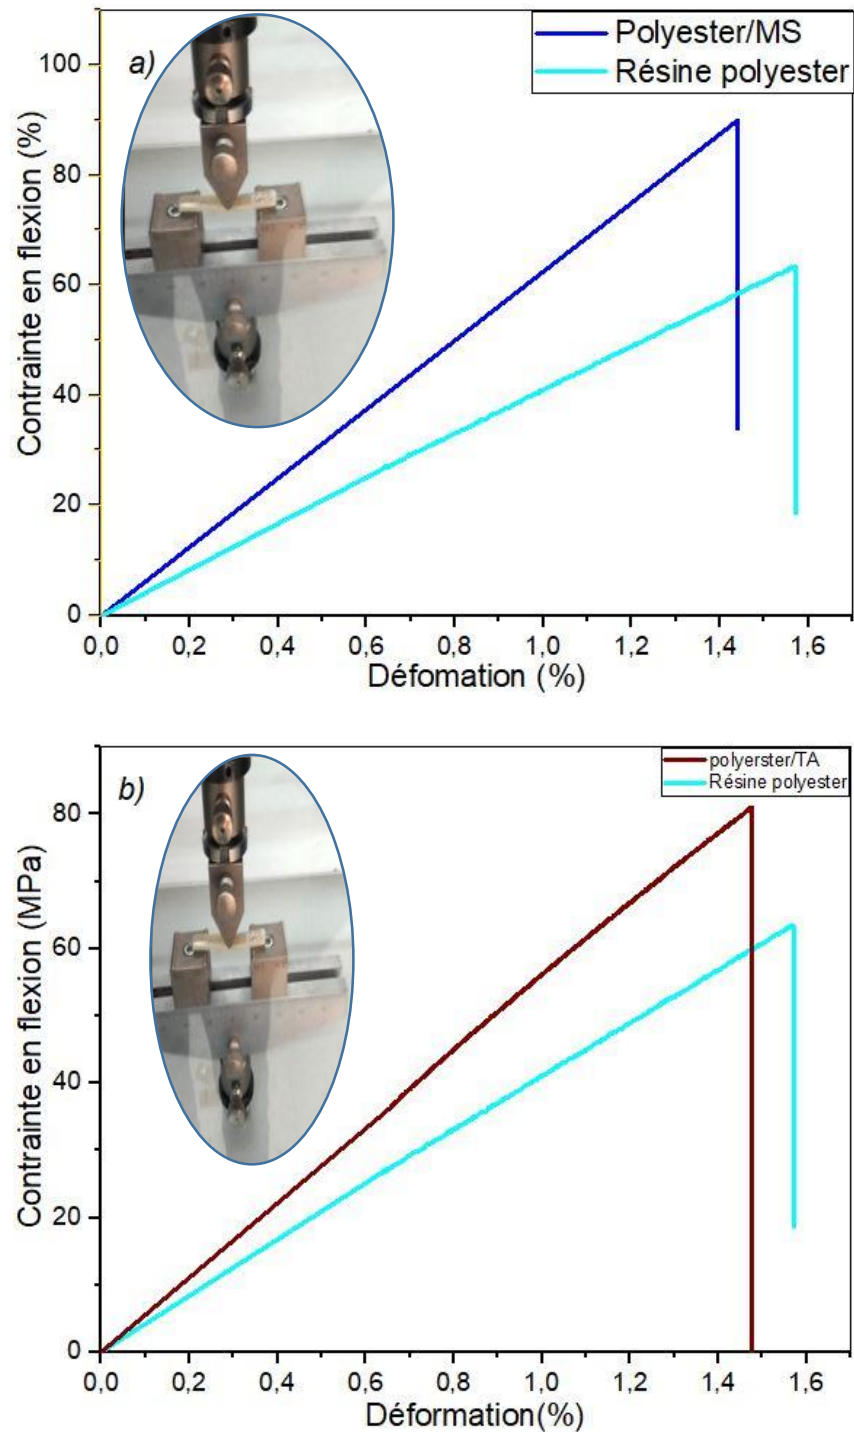 a)
Polyester/MS
Résine polyester
Contrainte en flexion (%)
100
80
60
40
20
0
0,0 0,2 0,4 0,6 0,8 1,0 1,2 1,4 1,6
Défomation (%)
b)
polyerster/TA
Résine polyester
Contrainte en flexion (MPa)
80
60
40
20
0
0,0 0,2 0,4 0,6 0,8 1,0 1,2 1,4 1,6
Déformation(%)